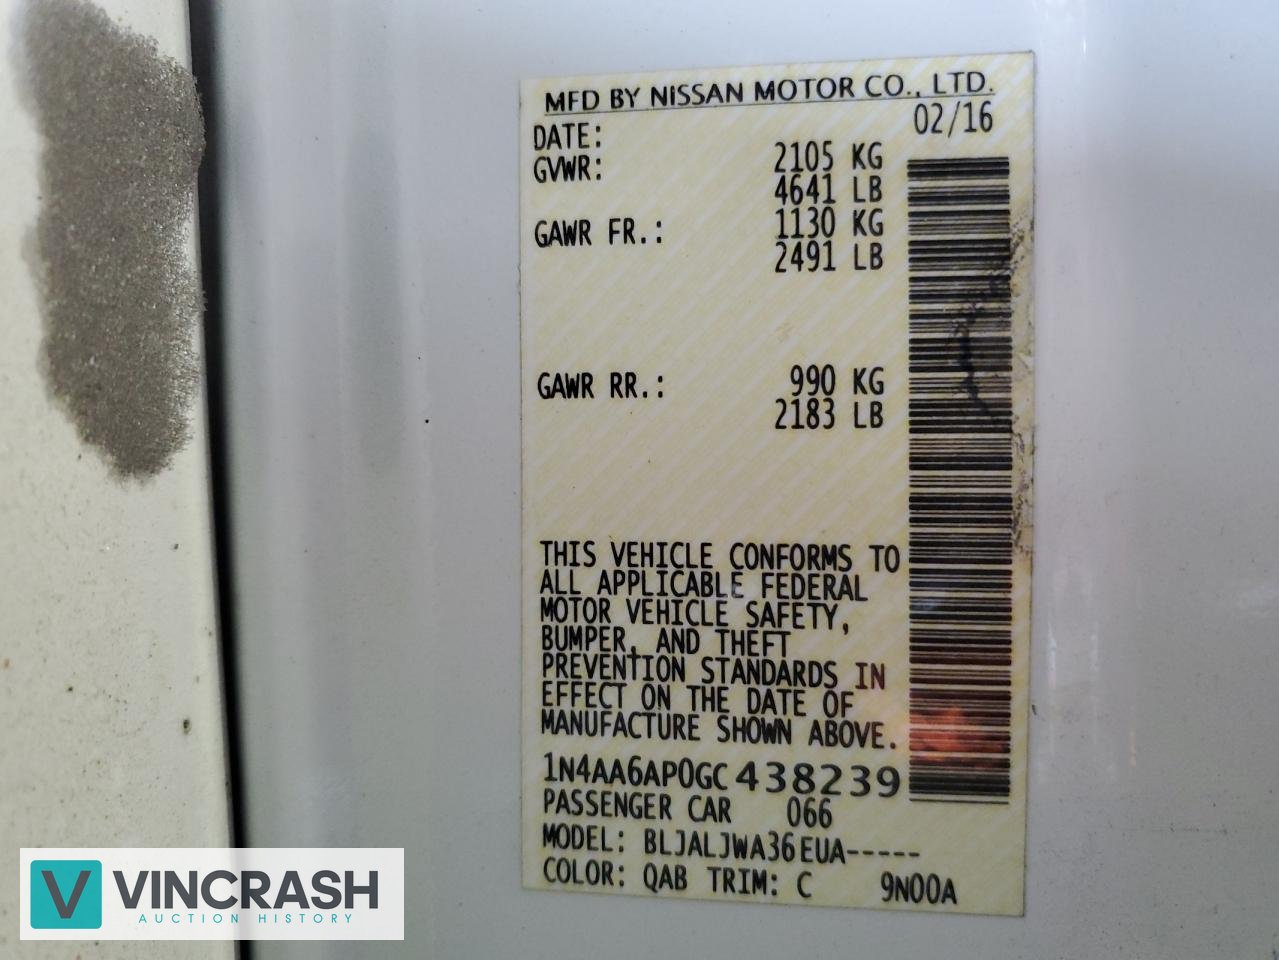 MFD BY NISSAN MOTOR CO., LTD.
DATE: 02/16
GVWR: 2105 KG
4641 LB
GAWR FR.: 1130 KG
2491 LB
GAWR RR.: 990 KG
2183 LB
THIS VEHICLE CONFORMS TO
ALL APPLICABLE FEDERAL
MOTOR VEHICLE SAFETY,
BUMPER, AND THEFT
PREVENTION STANDARDS IN
EFFECT ON THE DATE OF
MANUFACTURE SHOWN ABOVE.
1N4AA6AP0GC438239
PASSENGER CAR 066
MODEL: BLJALJWA36EUA-----
COLOR: QAB TRIM: C 9N00A
V VINCRASH
AUCTION HISTORY